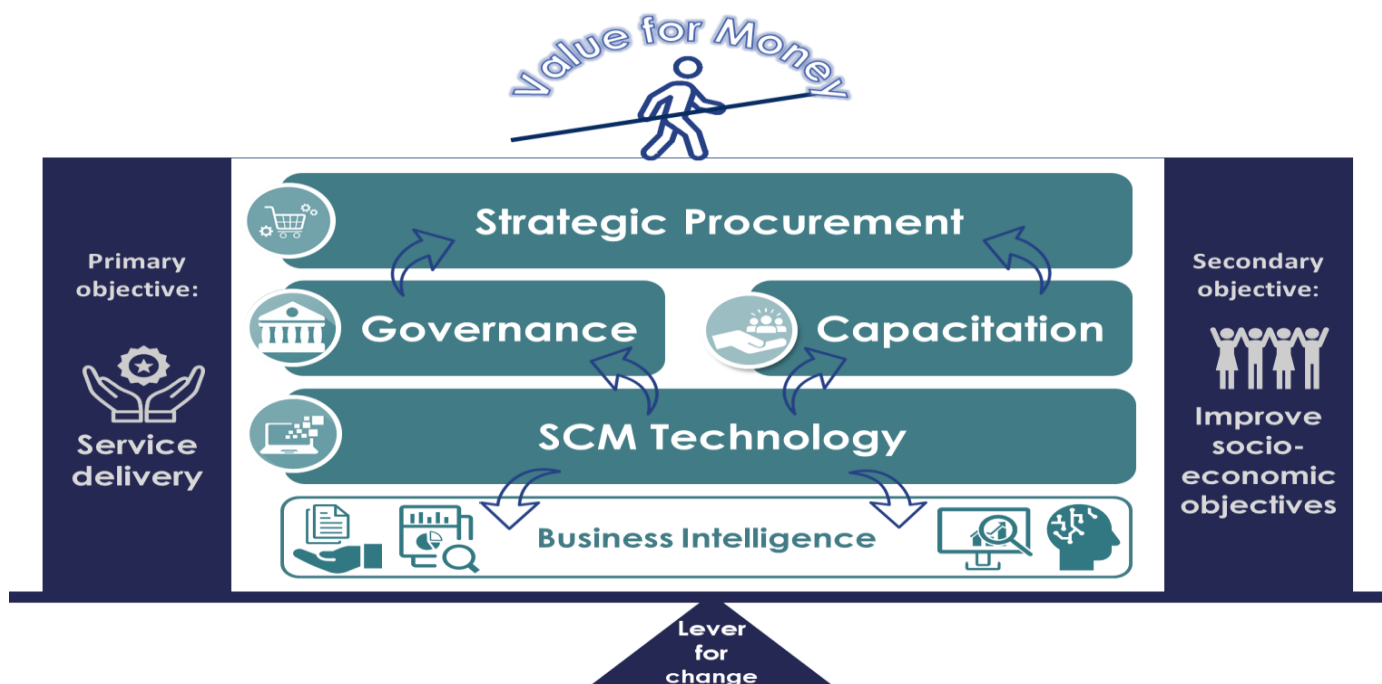 Value for Money
Strategic Procurement
Primary
objective:
Service
delivery
Governance
Capacitation
SCM Technology
Business Intelligence
Secondary
objective:
Improve
socio-
economic
objectives
Lever
for
change